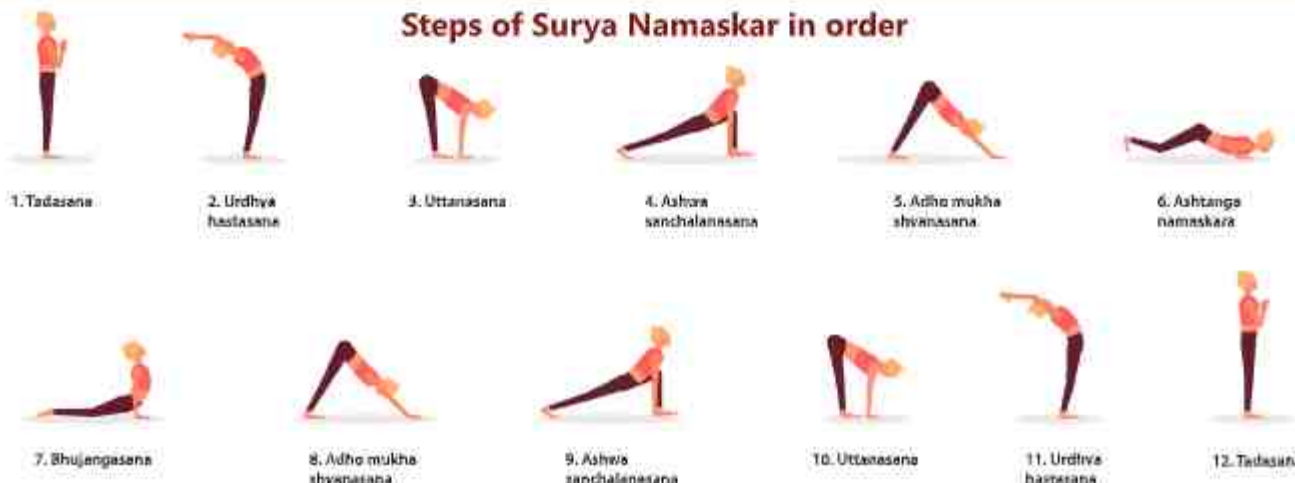 Steps of Surya Namaskar in order
1. Tadasana
2. Urdhya
hastasana
3. Uttanasana
4. Ashwa
sanchalanasana
5. Adho mukha
shvanasana
6. Ashtanga
namaskara
7. Bhujangasana
8. Adho mukha
shvanasana
9. Ashwa
sanchalanasana
10. Uttanasana
11. Urdhva
hastasana
12. Tadasan